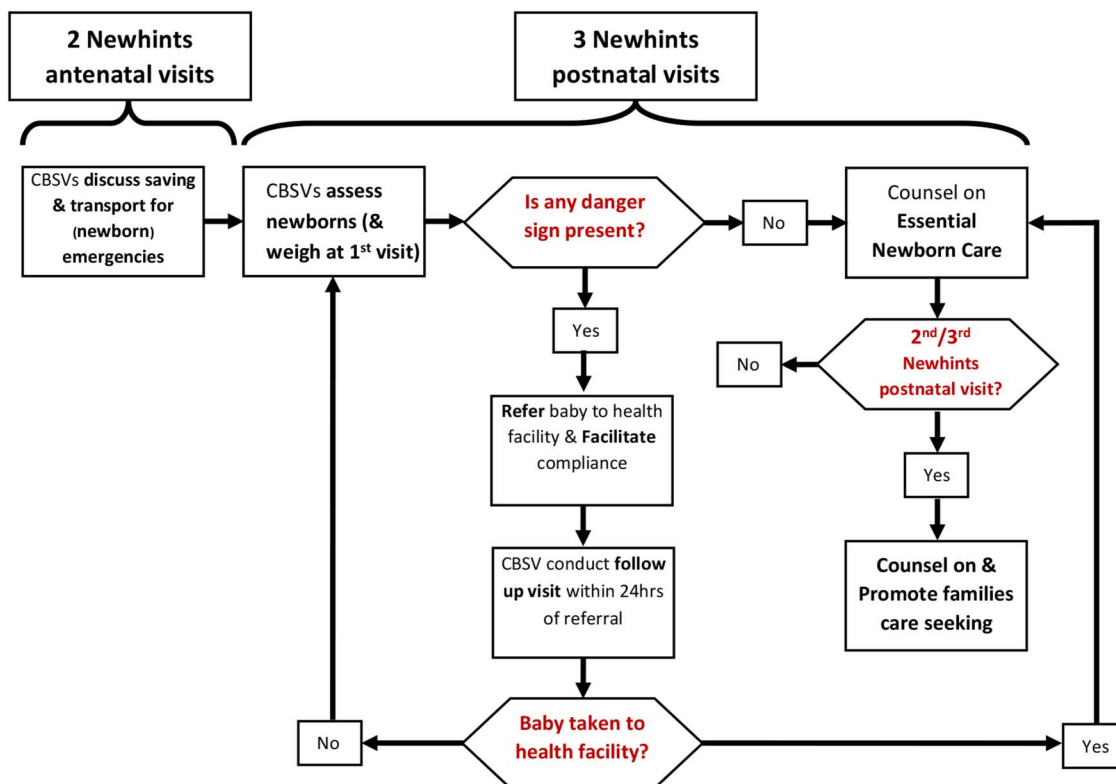 2 Newhints
antenatal visits
3 Newhints
postnatal visits
CBSVs discuss saving
& transport for
(newborn)
emergencies
CBSVs assess
newborns (&
weigh at 1st visit)
Is any danger
sign present?
No
Counsel on
Essential
Newborn Care
Yes
2nd/3rd
Newhints
postnatal visit?
No
Refer baby to health
facility & Facilitate
compliance
Yes
CBSV conduct follow
up visit within 24hrs
of referral
Counsel on &
Promote families
care seeking
Baby taken to
health facility?
No
Yes